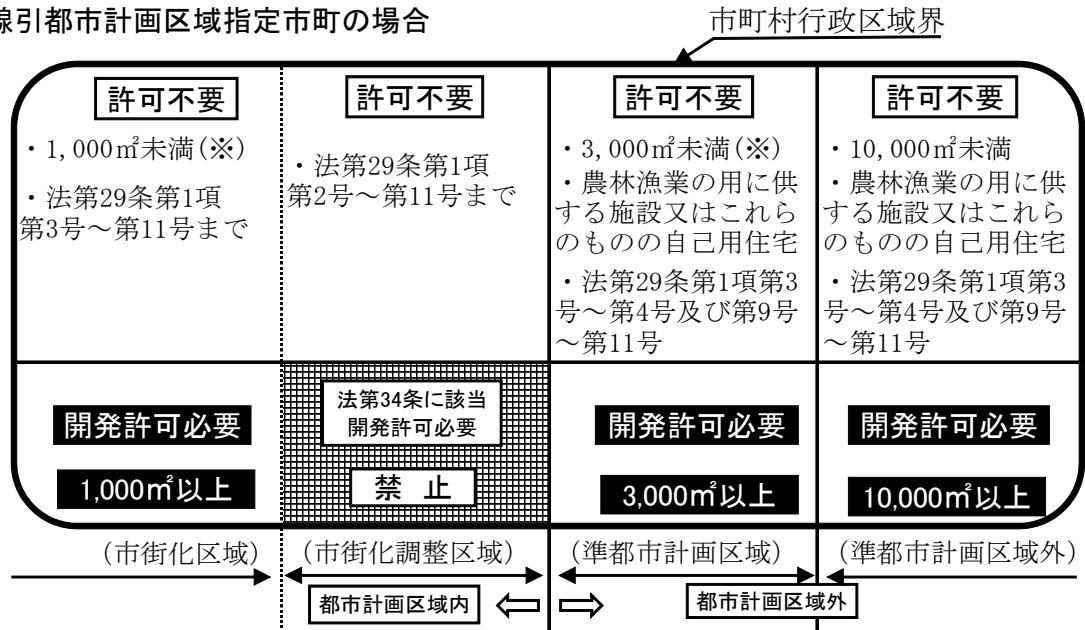 線引都市計画区域指定市町の場合
市町村行政区域界
許可不要
・1,000㎡未満(※)
・法第29条第1項
第3号～第11号まで
許可不要
・法第29条第1項
第2号～第11号まで
許可不要
・3,000㎡未満(※)
・農林漁業の用に供
する施設又はこれら
のものの自己用住宅
・法第29条第1項第3
号～第4号及び第9号
～第11号
許可不要
・10,000㎡未満
・農林漁業の用に供
する施設又はこれら
のものの自己用住宅
・法第29条第1項第3
号～第4号及び第9号
～第11号
開発許可必要
1,000㎡以上
法第34条に該当
開発許可必要
禁 止
開発許可必要
3,000㎡以上
開発許可必要
10,000㎡以上
(市街化区域)
(市街化調整区域)
(準都市計画区域)
(準都市計画区域外)
都市計画区域内
都市計画区域外